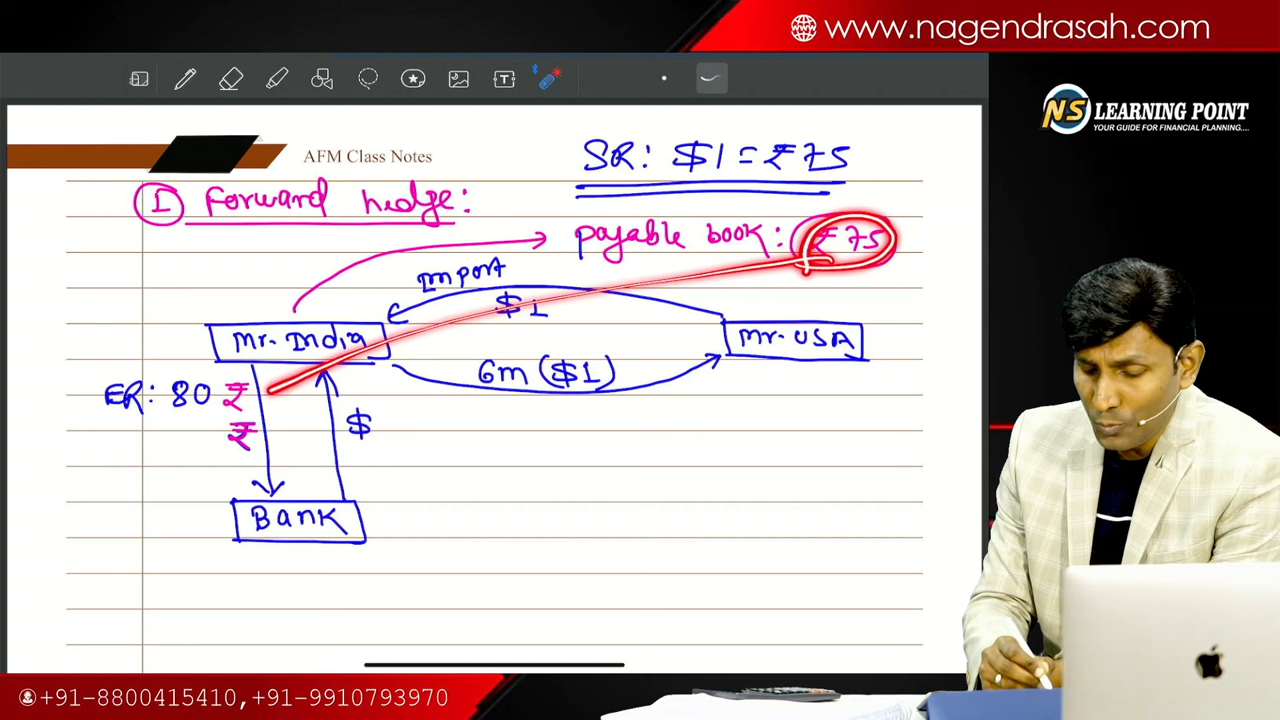 www.nagendrasah.com
NS LEARNING POINT
YOUR GUIDE FOR FINANCIAL PLANNING....
AFM Class Notes
SR: $1 = ₹75
① Forward hedge:
payable book: ₹75
Import
$1
Mr. India
Mr. USA
6m ($1)
ER: 80 ₹
₹
$
Bank
+91-8800415410,+91-9910793970